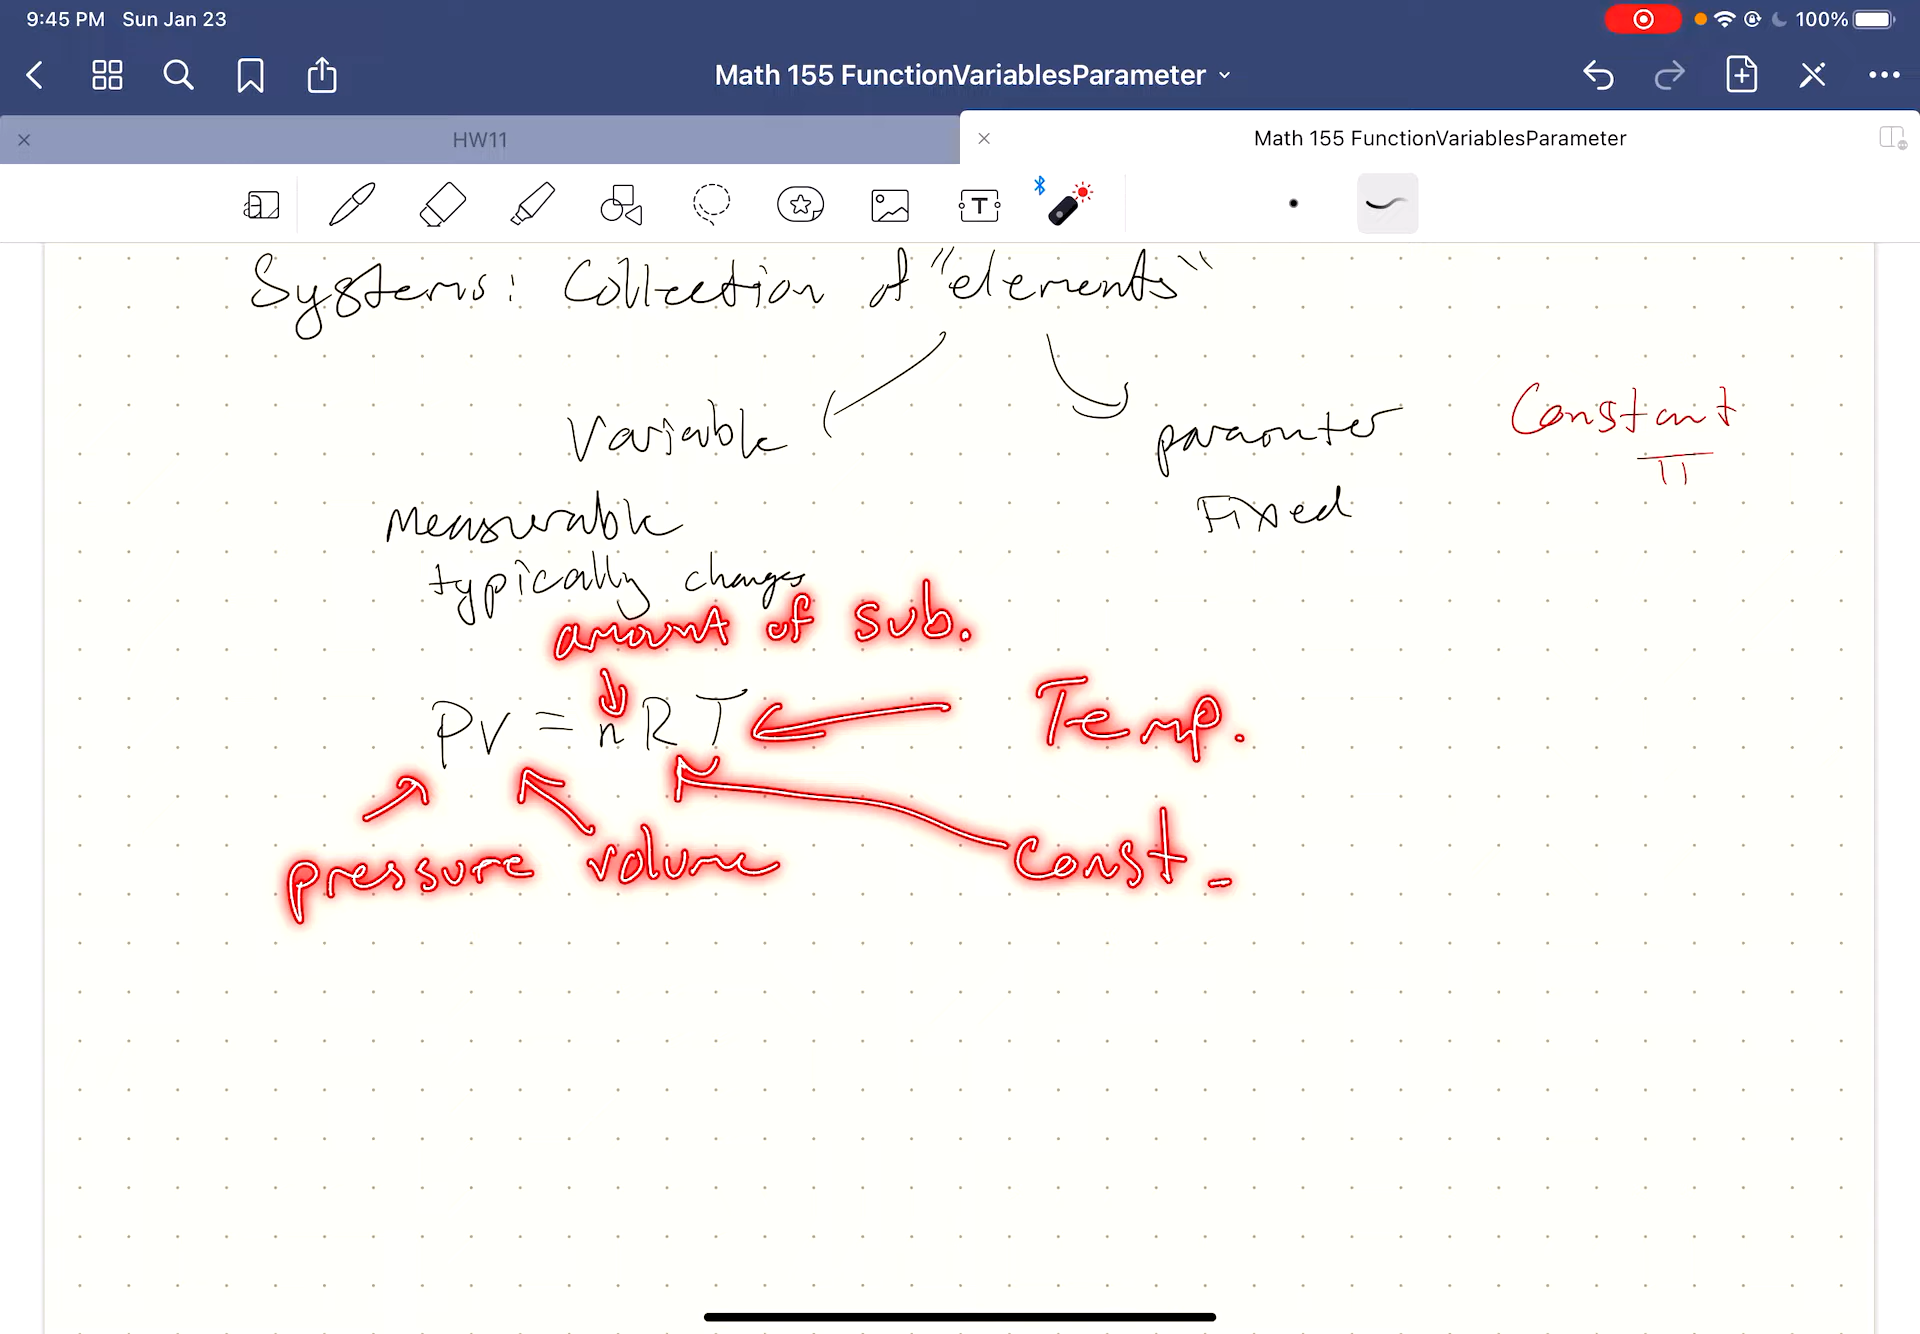 9:45 PM Sun Jan 23
100%
Math 155 FunctionVariablesParameter
HW11
Math 155 FunctionVariablesParameter
Systems: Collection of "elements"
Variable
parameter
Constant
π
Measurable
Fixed
typically changes
amount of sub.
PV = nRT
Temp.
pressure volume
Const.